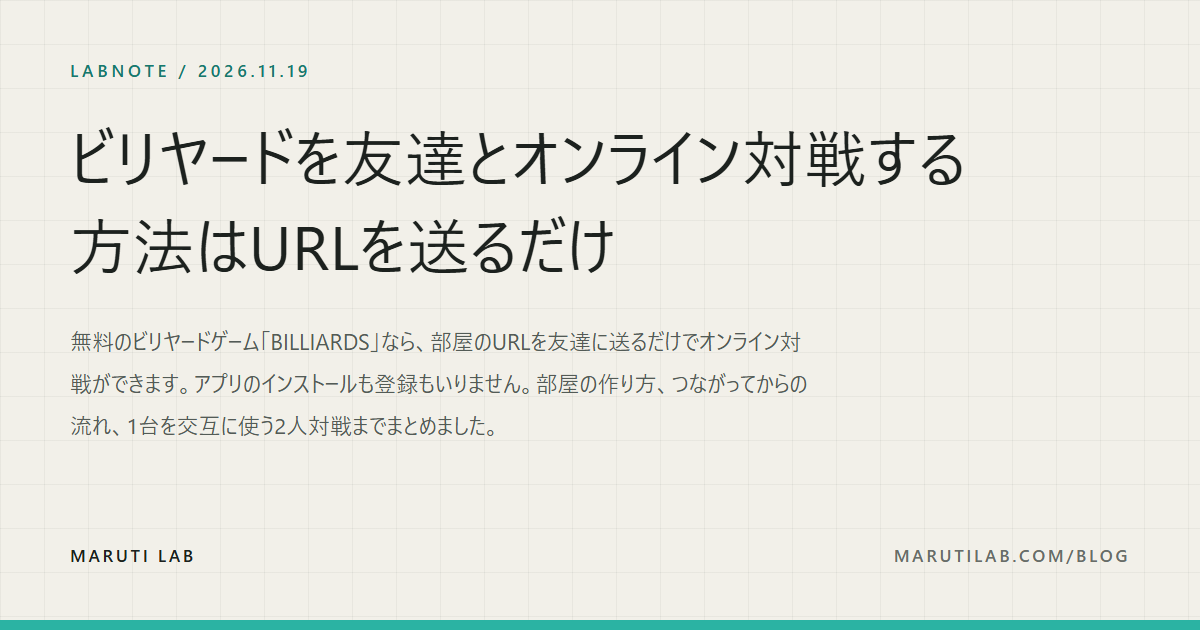 LABNOTE / 2026.11.19
ビリヤードを友達とオンライン対戦する
方法はURLを送るだけ
無料のビリヤードゲーム「BILLIARDS」なら、部屋のURLを友達に送るだけでオンライン対
戦ができます。アプリのインストールも登録もいりません。部屋の作り方、つながってからの
流れ、1台を交互に使う2人対戦までまとめました。
MARUTI LAB
MARUTILAB.COM/BLOG